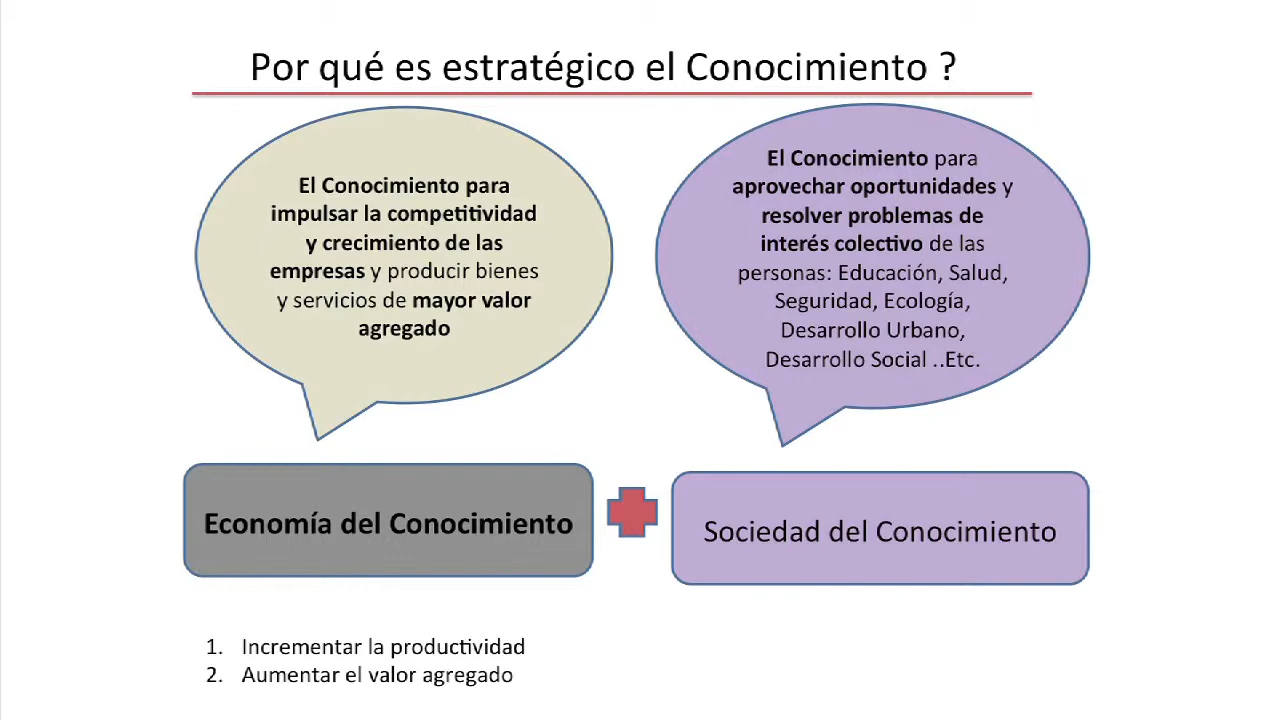 Por qué es estratégico el Conocimiento ?
El Conocimiento para
impulsar la competitividad
y crecimiento de las
empresas y producir bienes
y servicios de mayor valor
agregado
El Conocimiento para
aprovechar oportunidades y
resolver problemas de
interés colectivo de las
personas: Educación, Salud,
Seguridad, Ecología,
Desarrollo Urbano,
Desarrollo Social ..Etc.
Economía del Conocimiento
Sociedad del Conocimiento
1. Incrementar la productividad
2. Aumentar el valor agregado